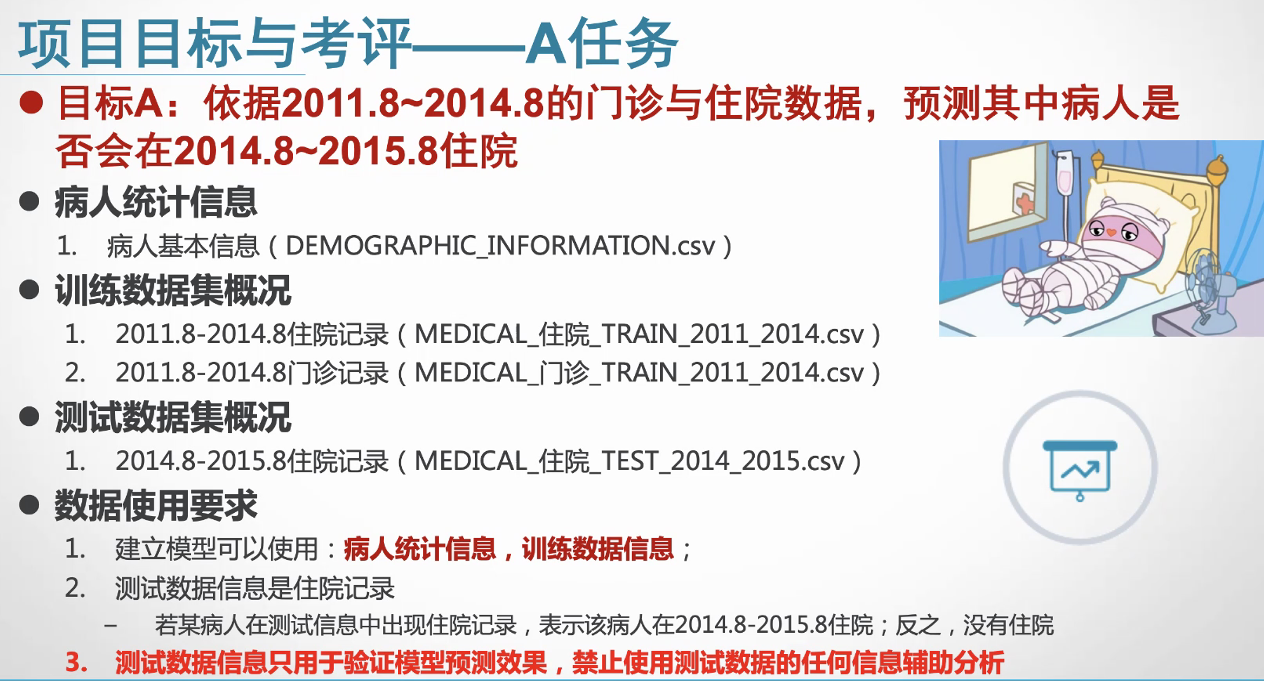 项目目标与考评——A任务
● 目标A：依据2011.8~2014.8的门诊与住院数据，预测其中病人是
否会在2014.8~2015.8住院
● 病人统计信息
1. 病人基本信息（DEMOGRAPHIC_INFORMATION.csv）
● 训练数据集概况
1. 2011.8-2014.8住院记录（MEDICAL_住院_TRAIN_2011_2014.csv）
2. 2011.8-2014.8门诊记录（MEDICAL_门诊_TRAIN_2011_2014.csv）
● 测试数据集概况
1. 2014.8-2015.8住院记录（MEDICAL_住院_TEST_2014_2015.csv）
● 数据使用要求
1. 建立模型可以使用：病人统计信息，训练数据信息；
2. 测试数据信息是住院记录
– 若某病人在测试信息中出现住院记录，表示该病人在2014.8-2015.8住院；反之，没有住院
3. 测试数据信息只用于验证模型预测效果，禁止使用测试数据的任何信息辅助分析